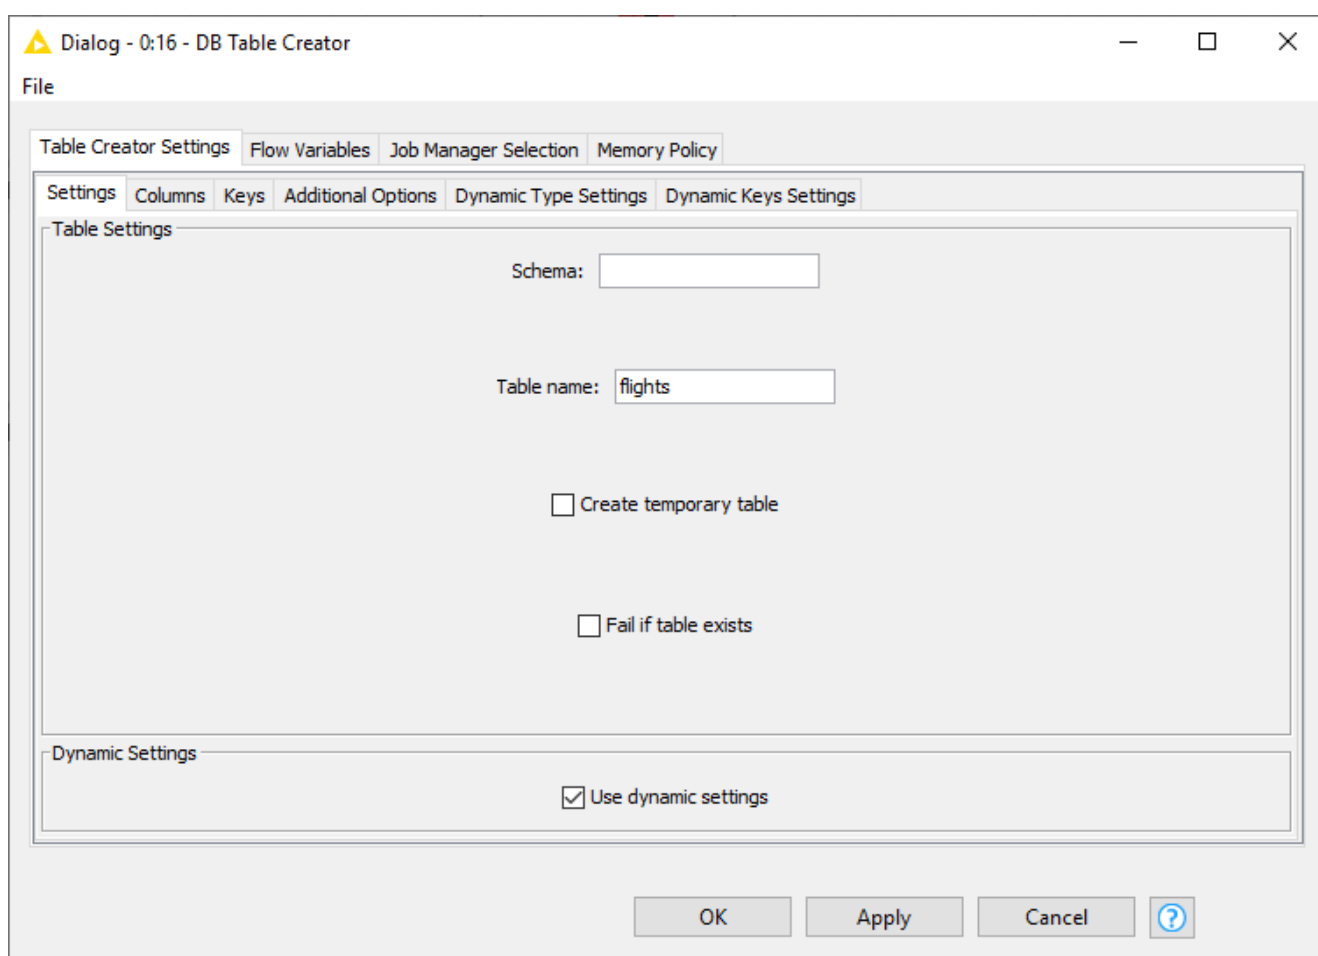 Dialog - 0:16 - DB Table Creator
File
Table Creator Settings Flow Variables Job Manager Selection Memory Policy
Settings Columns Keys Additional Options Dynamic Type Settings Dynamic Keys Settings
Table Settings
Schema:
Table name: flights
Create temporary table
Fail if table exists
Dynamic Settings
Use dynamic settings
OK Apply Cancel ?